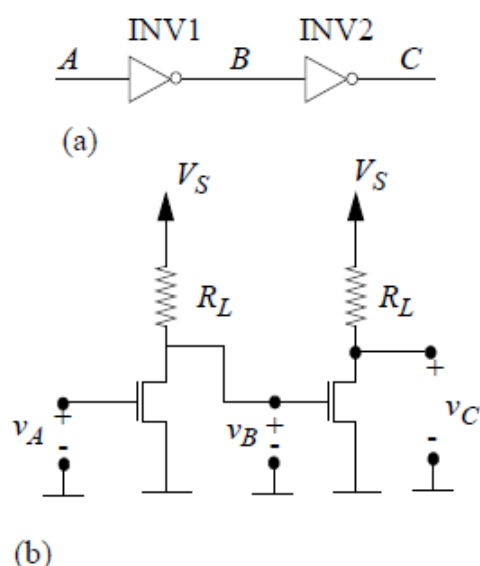 INV1 INV2
A B C
(a)
V_S V_S
R_L R_L
v_A + - v_B + - + v_C -
(b)